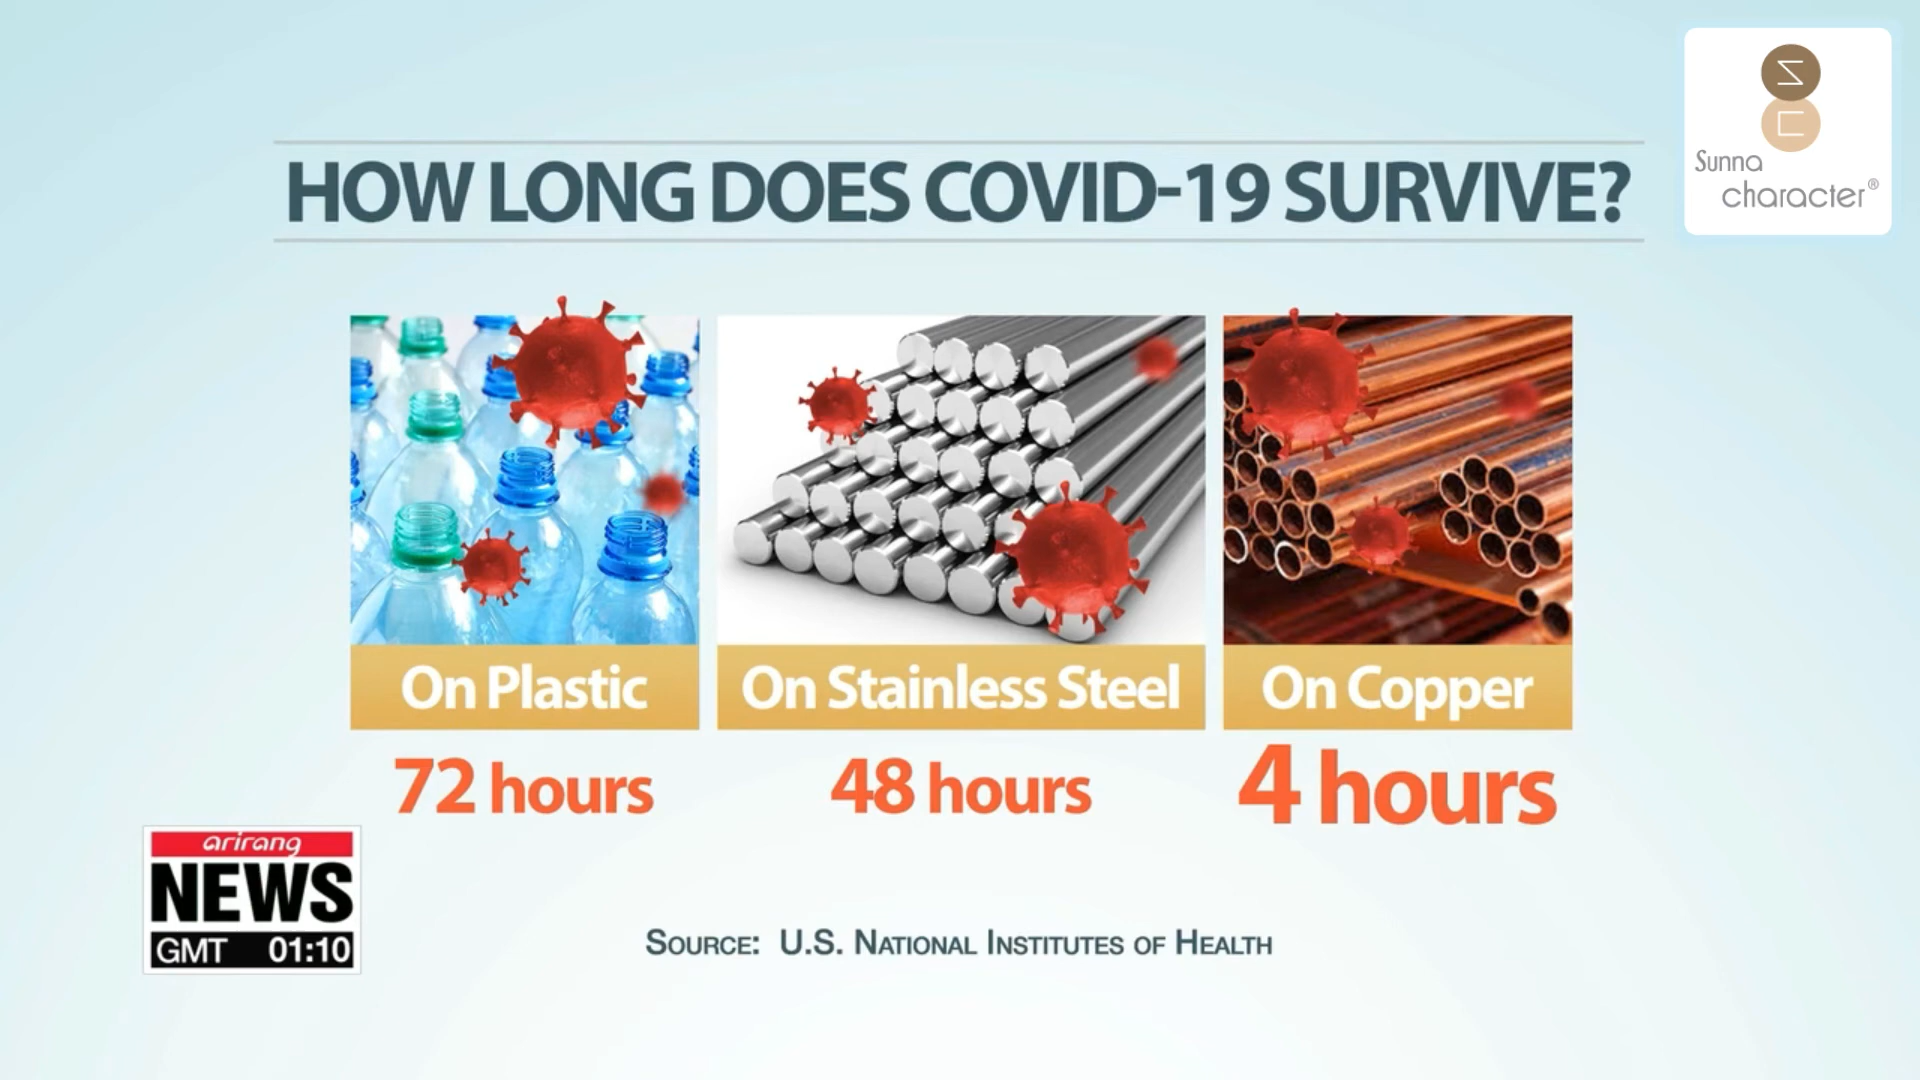 HOW LONG DOES COVID-19 SURVIVE?
Sunna
character®
On Plastic
On Stainless Steel
On Copper
72 hours
48 hours
4 hours
arirang
NEWS
GMT 01:10
SOURCE: U.S. NATIONAL INSTITUTES OF HEALTH